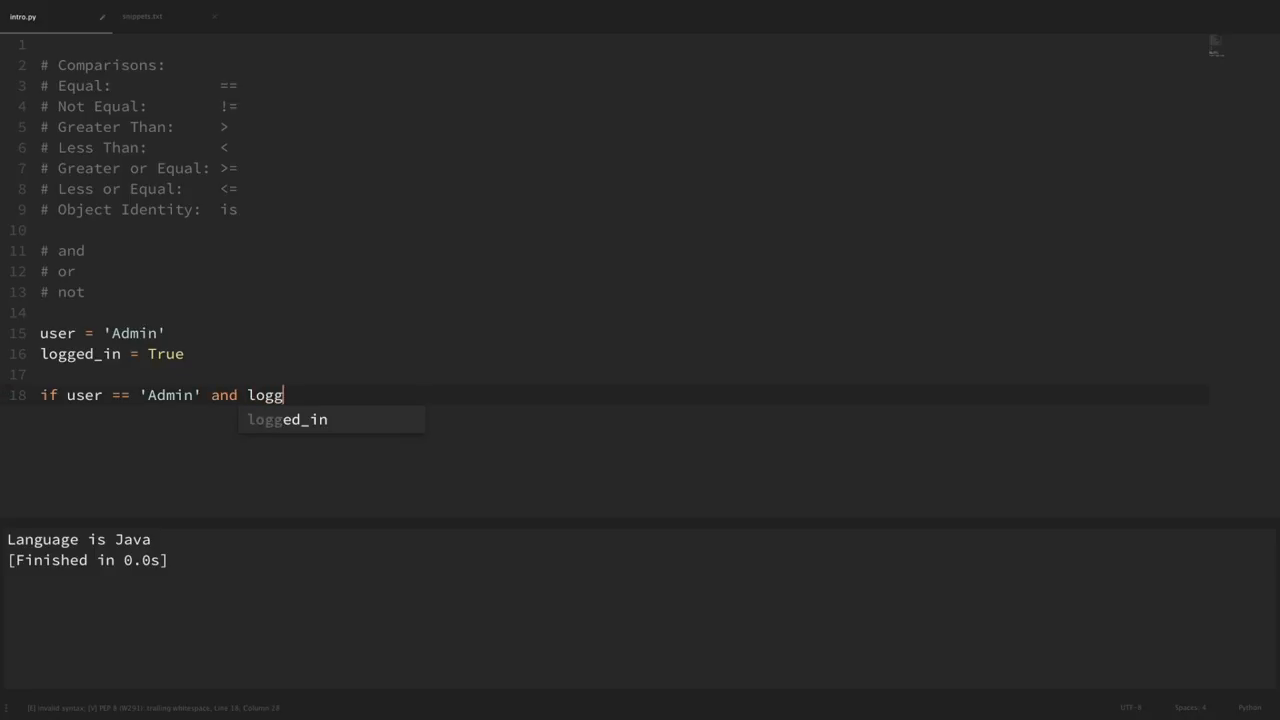 intro.py
snippets.txt
1
2 # Comparisons:
3 # Equal: ==
4 # Not Equal: !=
5 # Greater Than: >
6 # Less Than: <
7 # Greater or Equal: >=
8 # Less or Equal: <=
9 # Object Identity: is
10
11 # and
12 # or
13 # not
14
15 user = 'Admin'
16 logged_in = True
17
18 if user == 'Admin' and logg
logged_in
Language is Java
[Finished in 0.0s]
[E] invalid syntax; [V] PEP 8 (W291): trailing whitespace, Line 18, Column 28
UTF-8
Spaces: 4
Python